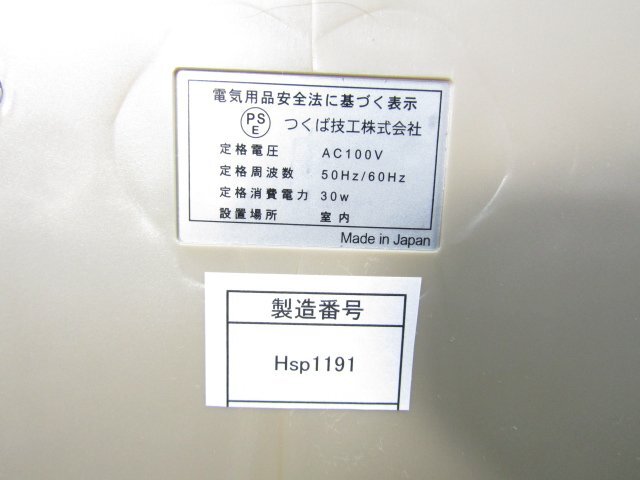 電気用品安全法に基づく表示
PS
E
つくば技工株式会社
定格電圧 AC100V
定格周波数 50Hz/60Hz
定格消費電力 30w
設置場所 室内
Made in Japan
製造番号
Hsp1191